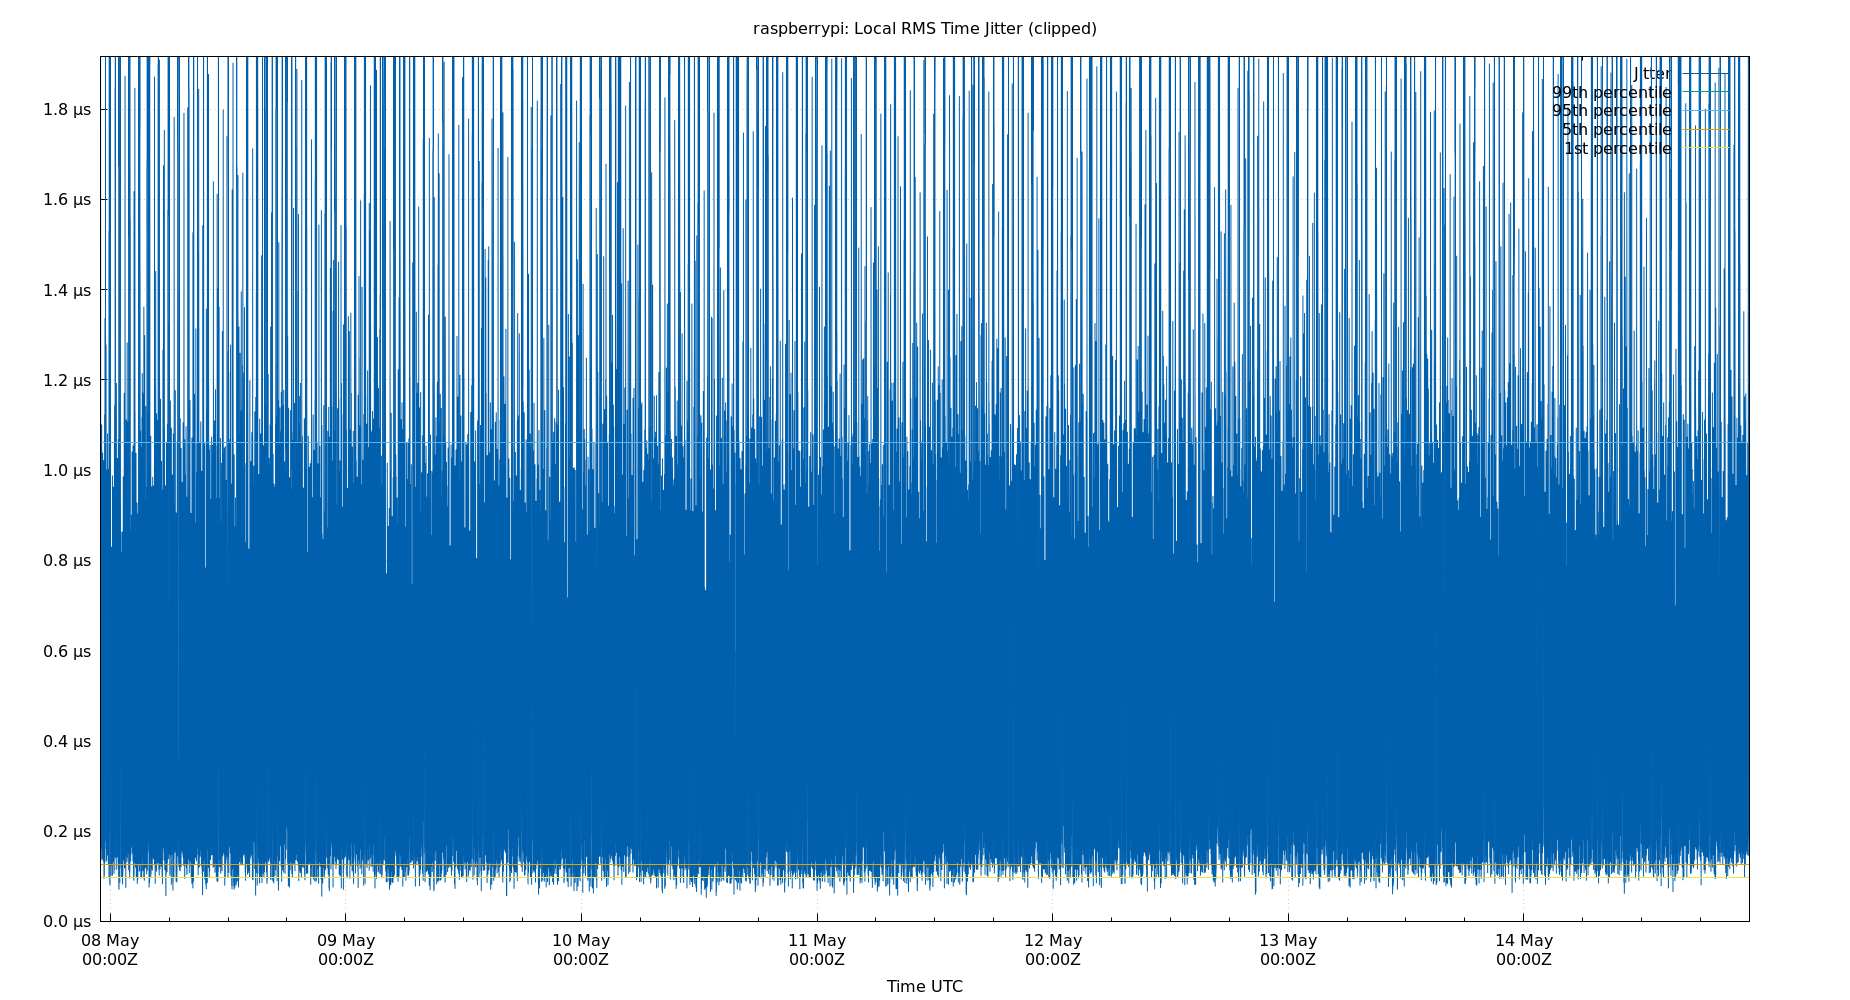 raspberrypi: Local RMS Time Jitter (clipped)
1.8 μs
1.6 μs
1.4 μs
1.2 μs
1.0 μs
0.8 μs
0.6 μs
0.4 μs
0.2 μs
0.0 μs
Jitter
99th percentile
95th percentile
5th percentile
1st percentile
08 May 09 May 10 May 11 May 12 May 13 May 14 May
00:00Z 00:00Z 00:00Z 00:00Z 00:00Z 00:00Z 00:00Z
Time UTC